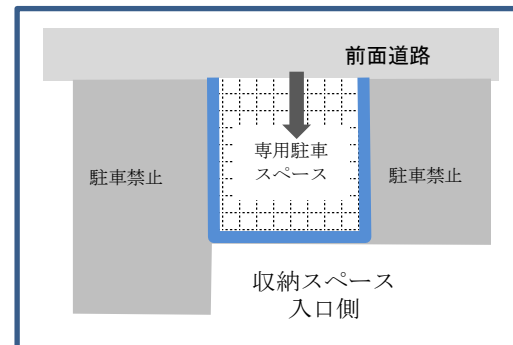 前面道路
専用駐車
スペース
駐車禁止
駐車禁止
収納スペース
入口側